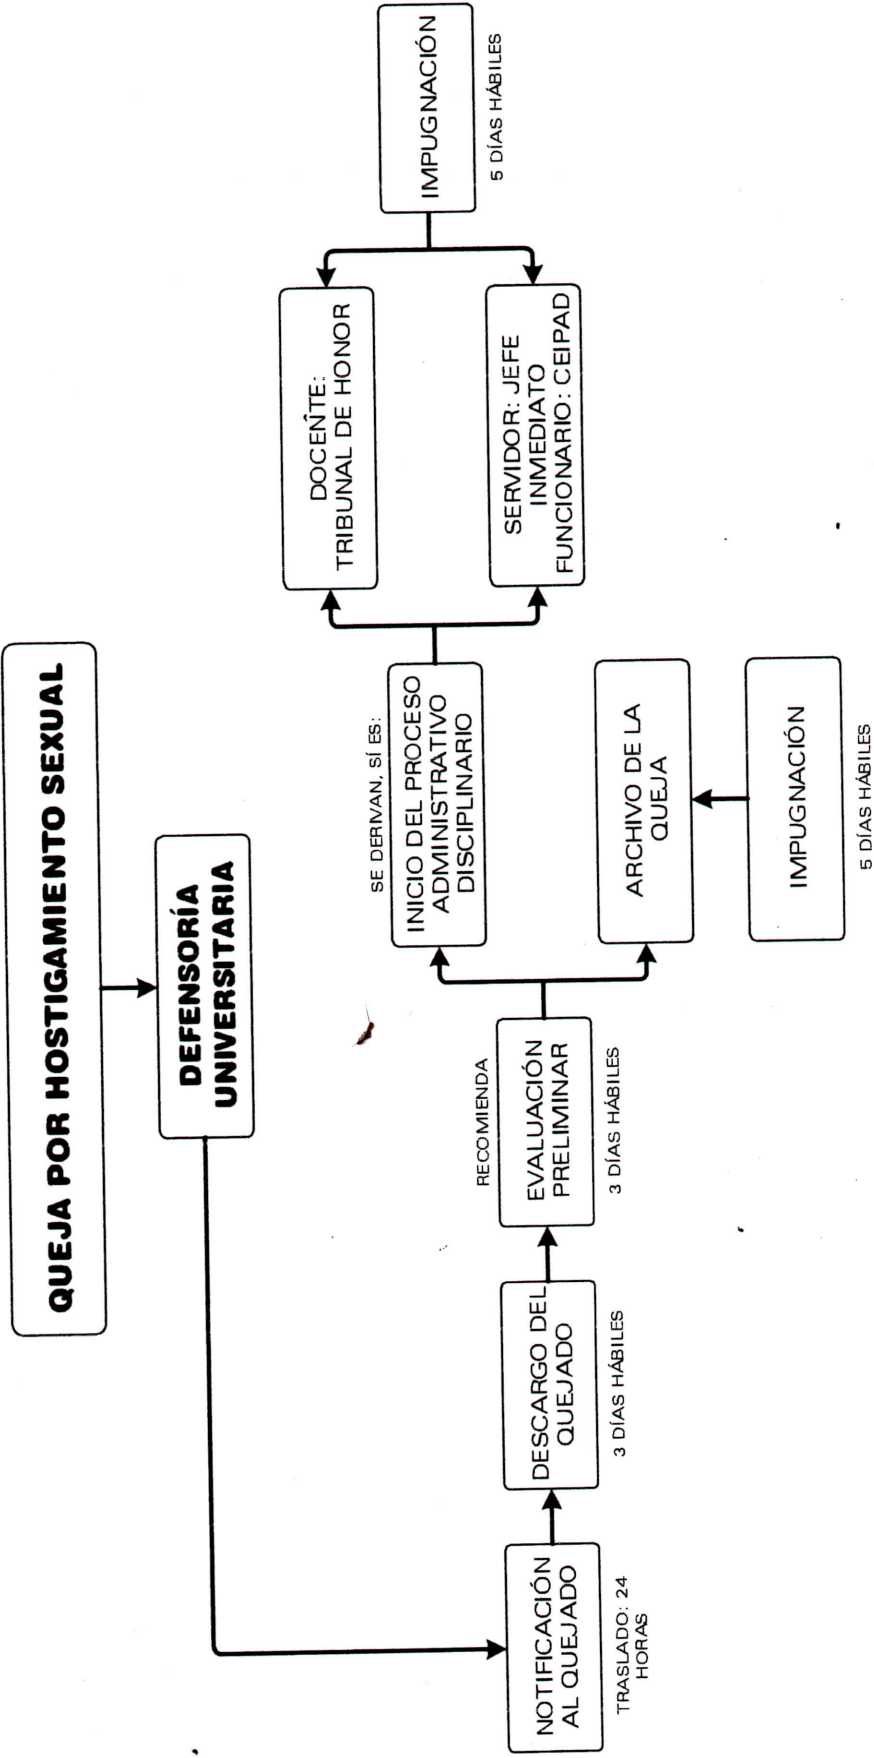 QUEJA POR HOSTIGAMIENTO SEXUAL
DEFENSORÍA
UNIVERSITARIA
NOTIFICACIÓN
AL QUEJADO
TRASLADO: 24
HORAS
DESCARGO DEL
QUEJADO
3 DÍAS HÁBILES
RECOMIENDA
EVALUACIÓN
PRELIMINAR
3 DÍAS HÁBILES
SE DERIVAN, SÍ ES:
INICIO DEL PROCESO
ADMINISTRATIVO
DISCIPLINARIO
ARCHIVO DE LA
QUEJA
IMPUGNACIÓN
5 DÍAS HÁBILES
DOCENTE:
TRIBUNAL DE HONOR
SERVIDOR: JEFE
INMEDIATO
FUNCIONARIO: CEIPAD
IMPUGNACIÓN
5 DÍAS HÁBILES